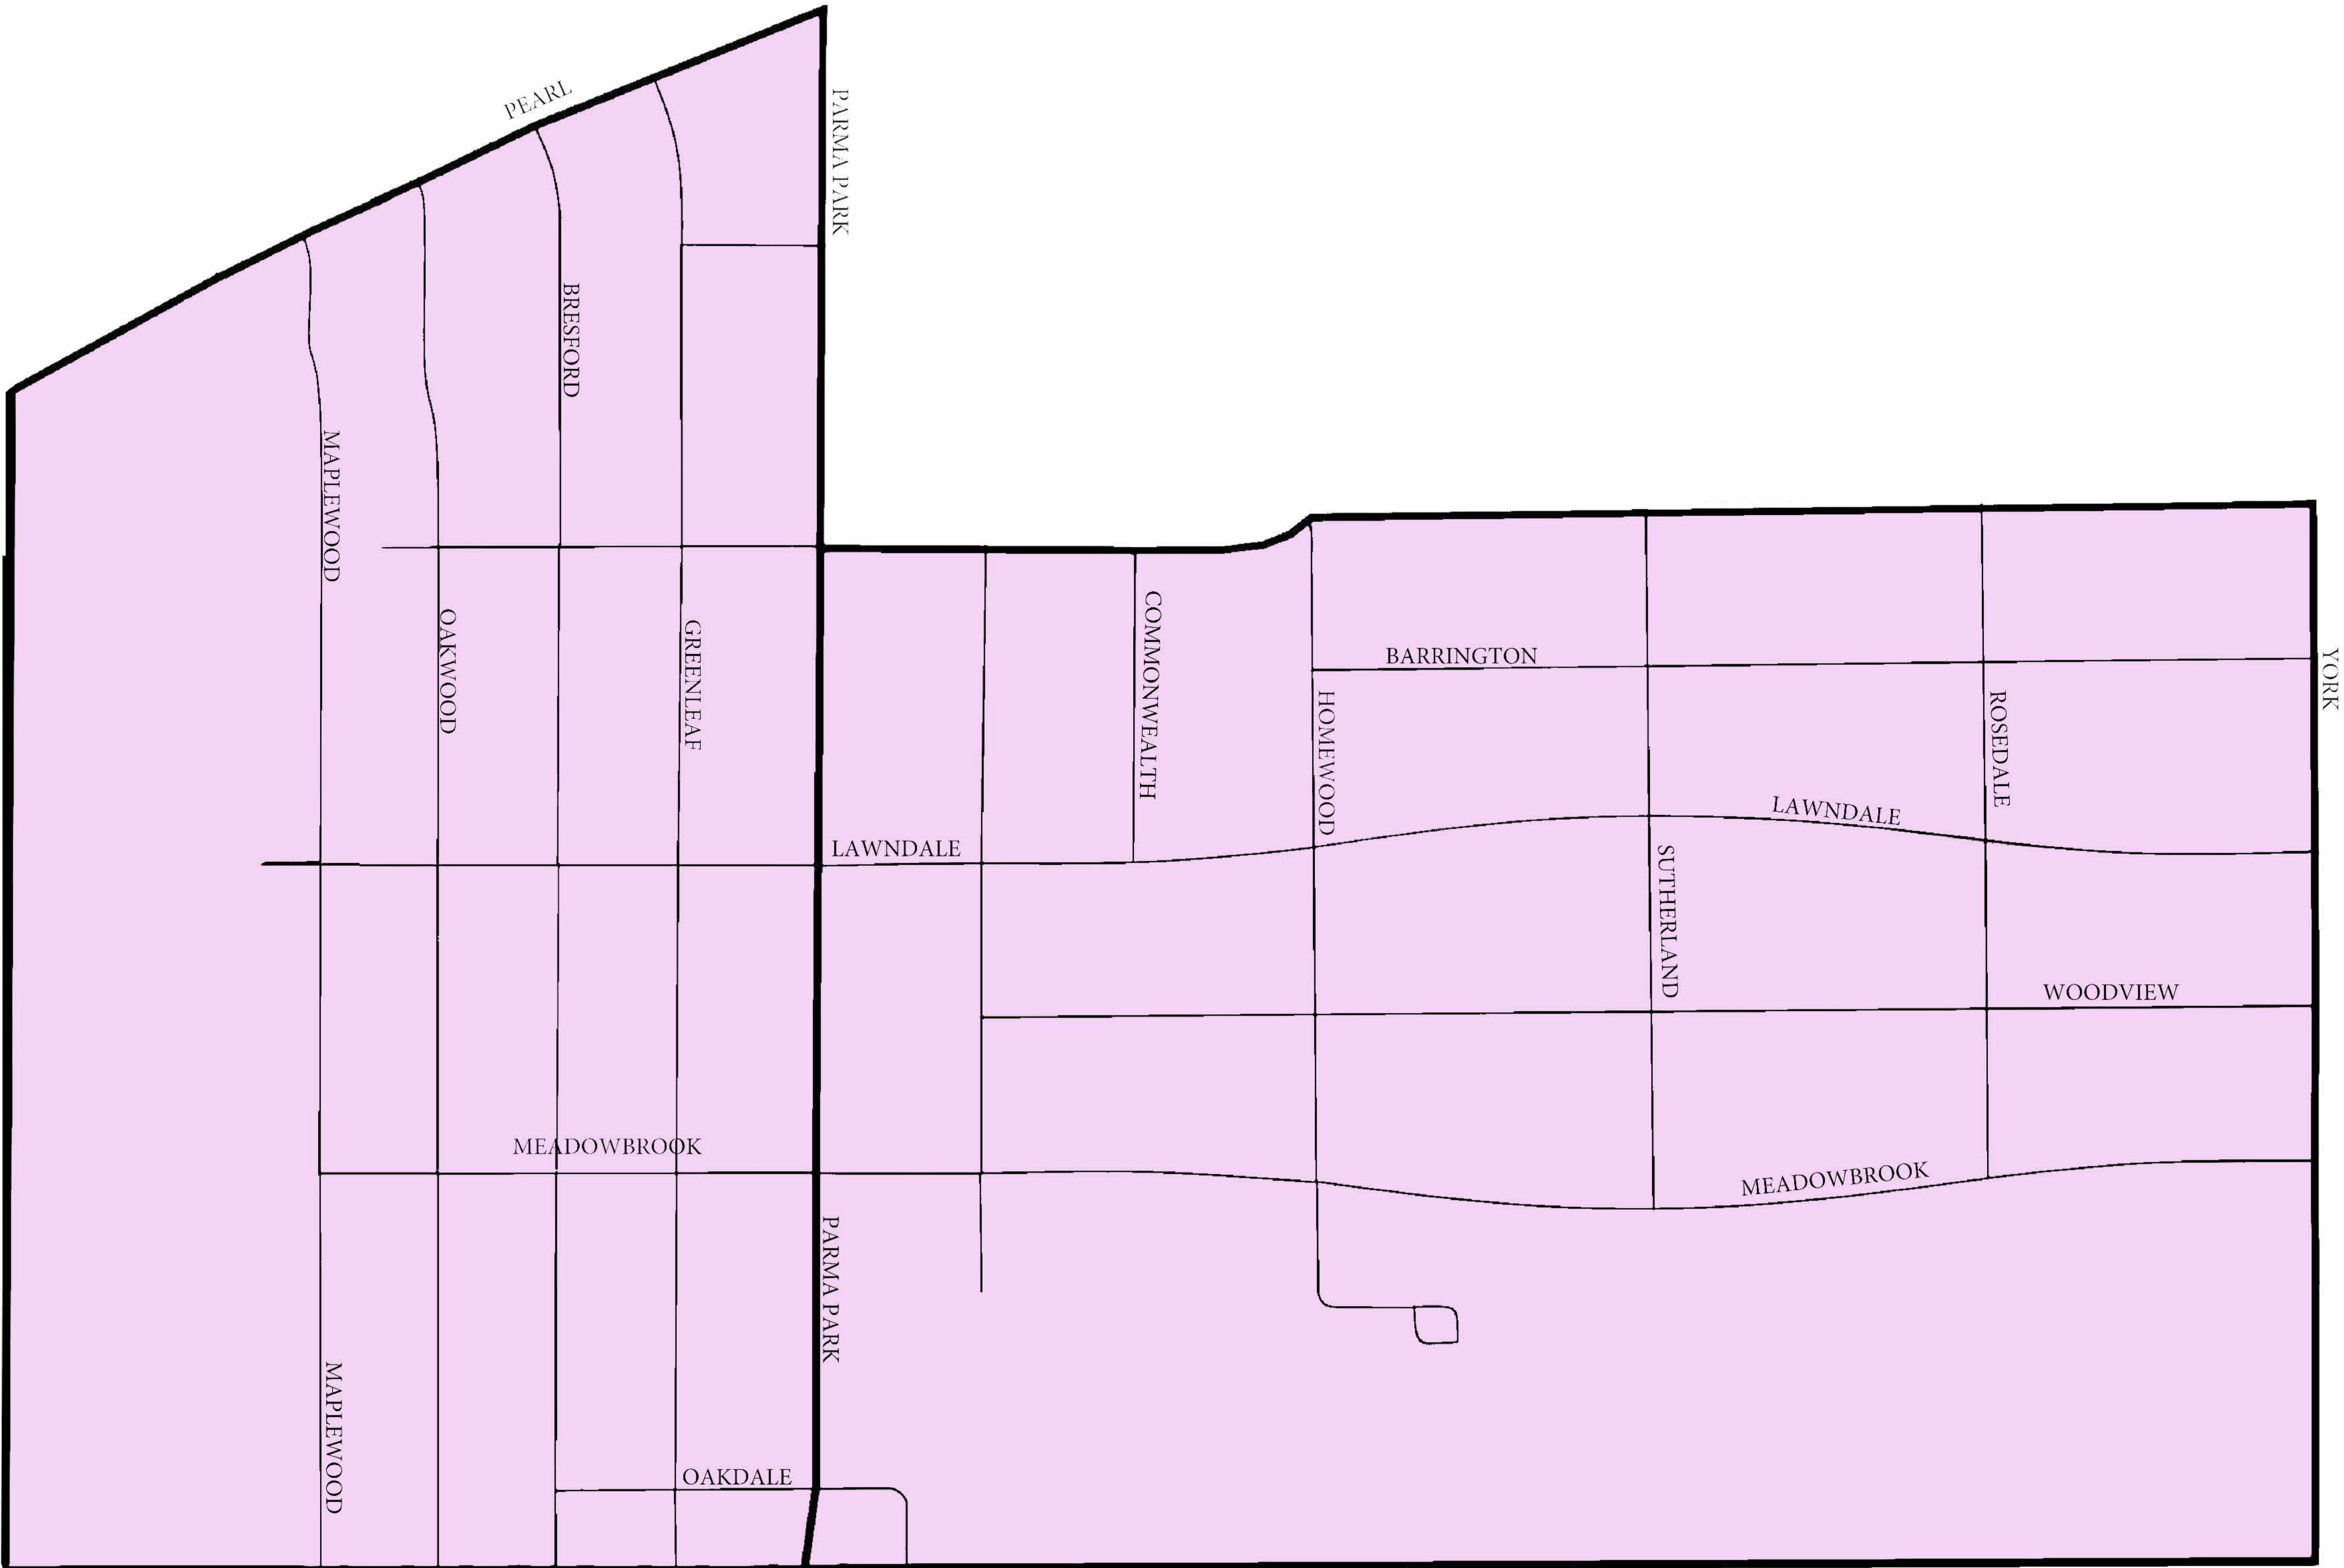 PEARL
PARMA PARK
BRESFORD
MAPLEWOOD
OAKWOOD
GREENLEAF
COMMONWEALTH
BARRINGTON
YORK
HOMEWOOD
ROSEDALE
LAWNDALE
LAWNDALE
SUTHERLAND
WOODVIEW
MEADOWBROOK
MEADOWBROOK
PARMA PARK
MAPLEWOOD
OAKDALE